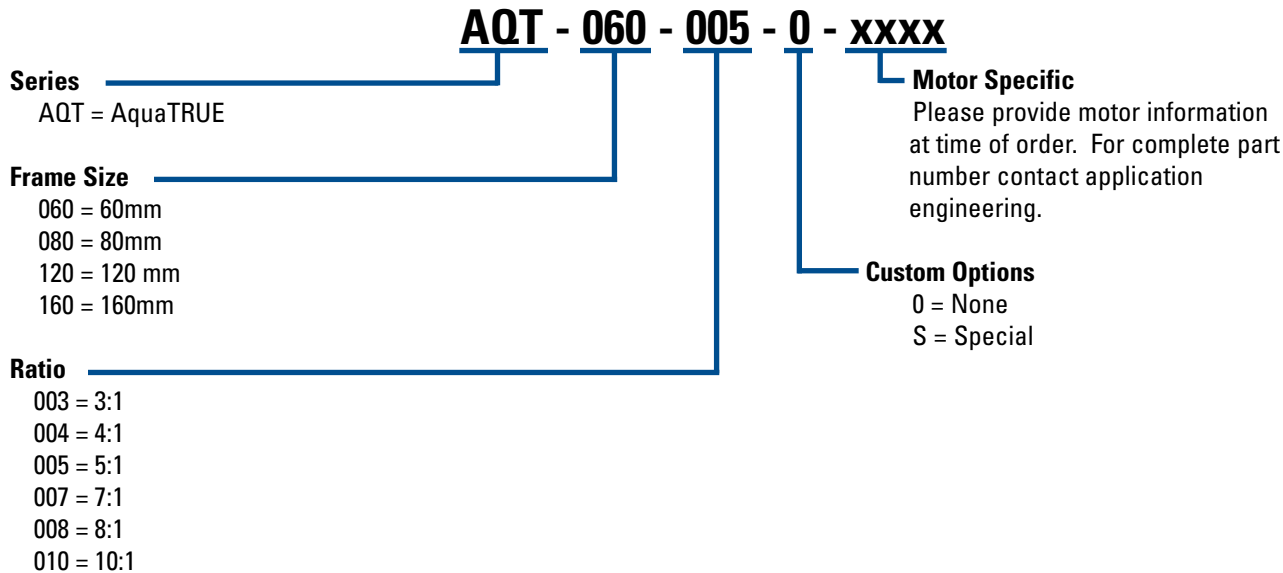 AQT - 060 - 005 - 0 - xxxx
Series
AQT = AquaTRUE
Frame Size
060 = 60mm
080 = 80mm
120 = 120 mm
160 = 160mm
Ratio
003 = 3:1
004 = 4:1
005 = 5:1
007 = 7:1
008 = 8:1
010 = 10:1
Motor Specific
Please provide motor information
at time of order. For complete part
number contact application
engineering.
Custom Options
0 = None
S = Special